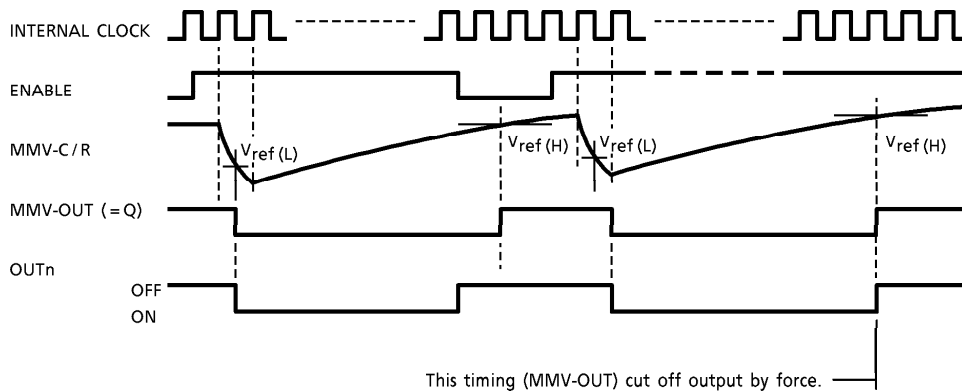 INTERNAL CLOCK
ENABLE
MMV-C / R
Vref (L)
Vref (H)
Vref (L)
Vref (H)
MMV-OUT (= Q)
OUTn
OFF
ON
This timing (MMV-OUT) cut off output by force.